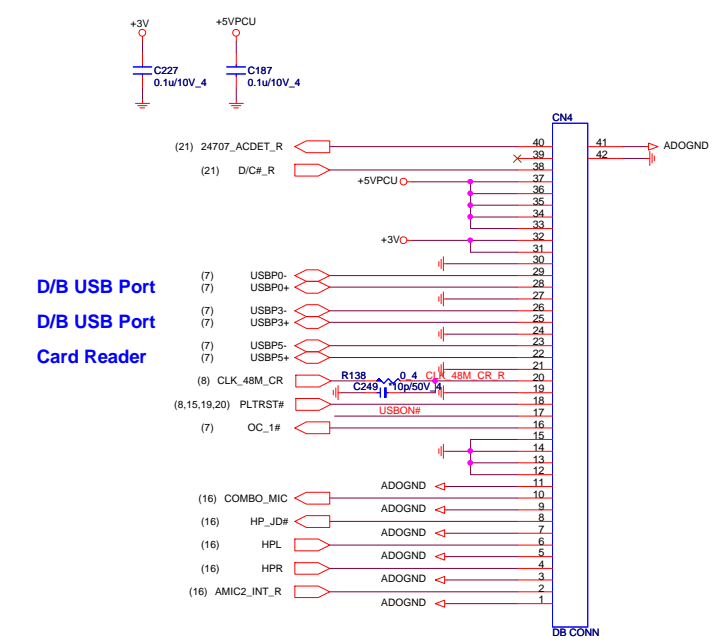 +3V
+5VPCU
C227
0.1u/10V_4
C187
0.1u/10V_4
CN4
(21) 24707_ACDET_R 40 41 ADOGND
39 42
(21) D/C#_R 38
+5VPCU 37
36
35
34
33
+3V 32
31
30
D/B USB Port (7) USBP0- 29
(7) USBP0+ 28
27
D/B USB Port (7) USBP3- 26
(7) USBP3+ 25
24
Card Reader (7) USBP5- 23
(7) USBP5+ 22
21
(8) CLK_48M_CR R138 0_4 CLK_48M_CR_R 20
C249 10p/50V_4 19
(8,15,19,20) PLTRST# 18
USBON# 17
(7) OC_1# 16
15
14
13
12
ADOGND 11
(16) COMBO_MIC 10
ADOGND 9
(16) HP_JD# 8
ADOGND 7
(16) HPL 6
ADOGND 5
(16) HPR 4
ADOGND 3
(16) AMIC2_INT_R 2
ADOGND 1
DB CONN